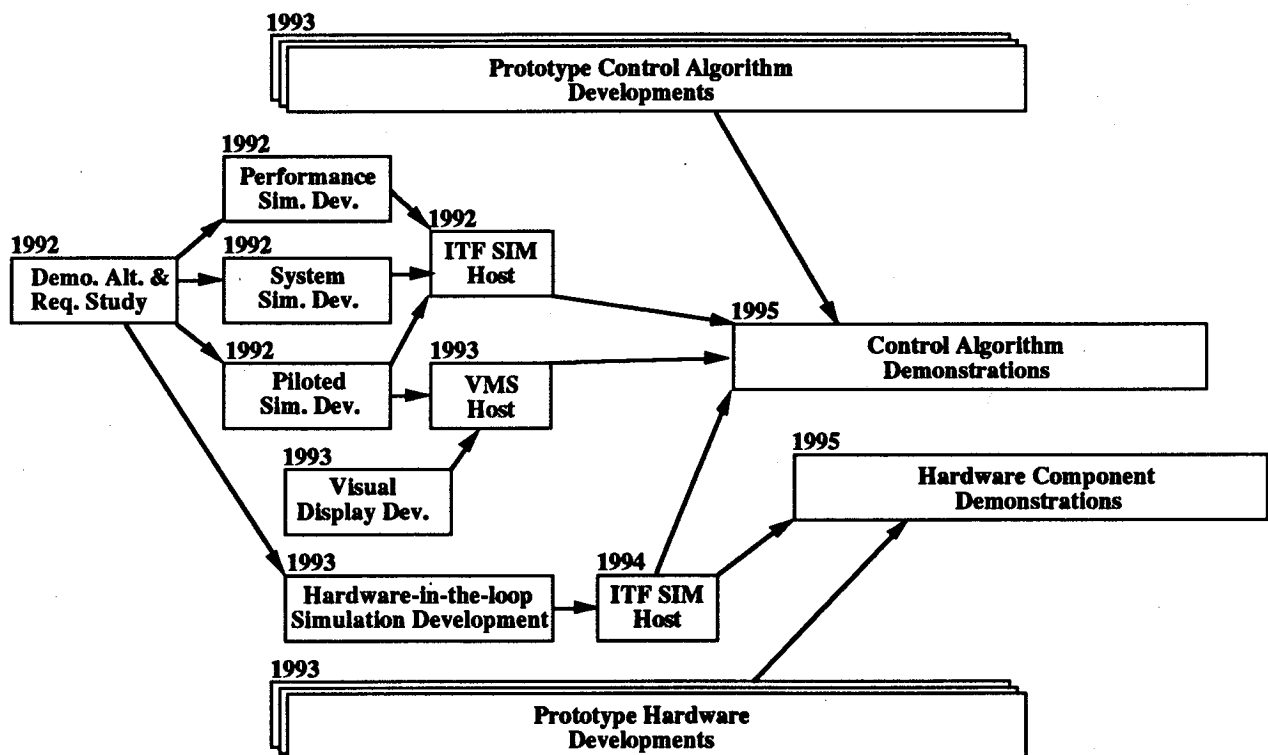 1993
Prototype Control Algorithm
Developments
1992
Performance
Sim. Dev.
1992
ITF SIM
Host
1992
Demo. Alt. &
Req. Study
1992
System
Sim. Dev.
1995
Control Algorithm
Demonstrations
1992
Piloted
Sim. Dev.
1993
VMS
Host
1993
Visual
Display Dev.
1995
Hardware Component
Demonstrations
1993
Hardware-in-the-loop
Simulation Development
1994
ITF SIM
Host
1993
Prototype Hardware
Developments